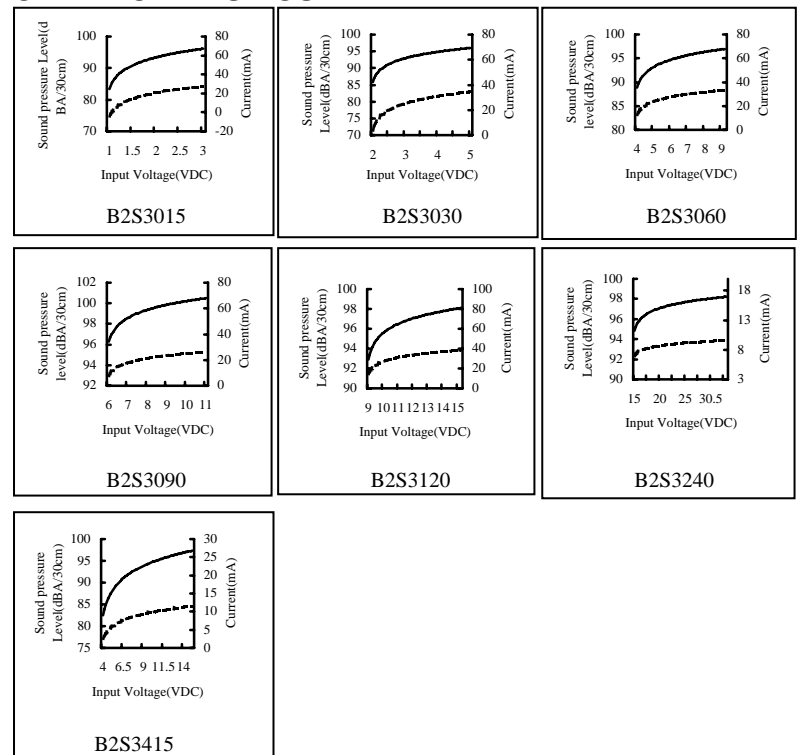 Sound pressure Level(d
BA/30cm)
100
90
80
70
80
60
40
20
0
-20
Current(mA)
1 1.5 2 2.5 3
Input Voltage(VDC)
B2S3015
Sound pressure
Level(dBA/30cm)
100
95
90
85
80
75
70
80
60
40
20
0
Current(mA)
2 3 4 5
Input Voltage(VDC)
B2S3030
Sound pressure
level(dBA/30cm)
100
95
90
85
80
80
60
40
20
0
Current(mA)
4 5 6 7 8 9
Input Voltage(VDC)
B2S3060
Sound pressure
level(dBA/30cm)
102
100
98
96
94
92
80
60
40
20
0
Current(mA)
6 7 8 9 10 11
Input Voltage(VDC)
B2S3090
Sound pressure
Level(dBA/30cm)
100
98
96
94
92
90
100
80
60
40
20
0
Current(mA)
9 10 11 12 13 14 15
Input Voltage(VDC)
B2S3120
Sound pressure
Level(dBA/30cm)
100
98
96
94
92
90
18
13
8
3
Current(mA)
15 20 25 30.5
Input Voltage(VDC)
B2S3240
Sound pressure
Level(dBA/30cm)
100
95
90
85
80
75
30
25
20
15
10
5
0
Current(mA)
4 6.5 9 11.5 14
Input Voltage(VDC)
B2S3415